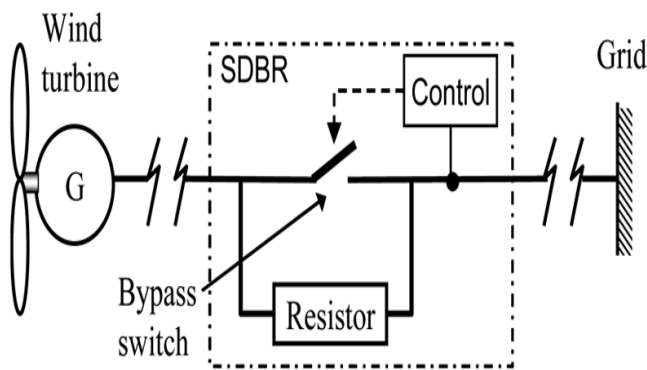 Wind
turbine
SDBR
Control
Grid
G
Bypass
switch
Resistor